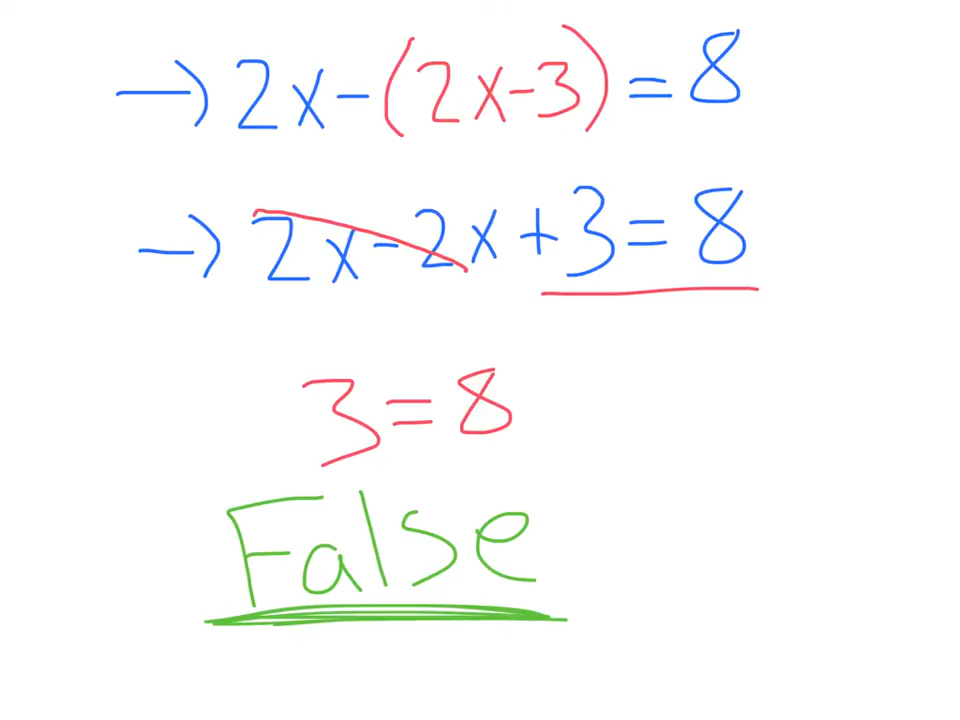 → 2x-(2x-3)=8
→ 2x-2x+3=8
3=8
False